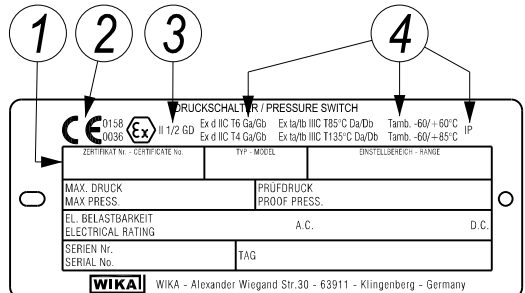 1 2 3 4
DRUCKSCHALTER / PRESSURE SWITCH
CE 0158 0036 Ex II 1/2 GD
Ex d IIC T6 Ga/Gb Ex ta/tb IIIC T85°C Da/Db Tamb. -60/+60°C IP
Ex d IIC T4 Ga/Gb Ex ta/tb IIIC T135°C Da/Db Tamb. -60/+85°C
ZERTIFIKAT Nr. - CERTIFICATE No. TYP - MODEL EINSTELLBEREICH - RANGE
MAX. DRUCK PRÜFDRUCK
MAX PRESS. PROOF PRESS.
EL. BELASTBARKEIT
ELECTRICAL RATING A.C. D.C.
SERIEN Nr.
SERIAL No. TAG
WIKA WIKA - Alexander Wiegand Str.30 - 63911 - Klingenberg - Germany